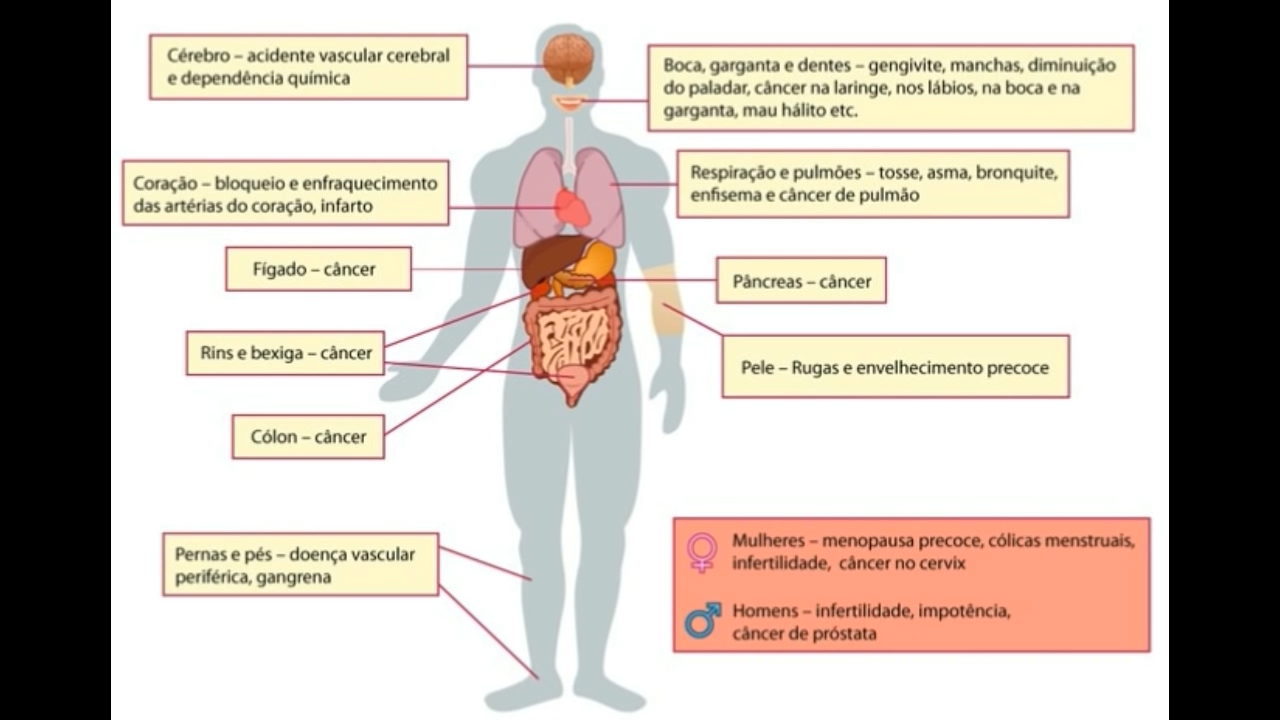 Cérebro – acidente vascular cerebral
e dependência química
Boca, garganta e dentes – gengivite, manchas, diminuição
do paladar, câncer na laringe, nos lábios, na boca e na
garganta, mau hálito etc.
Coração – bloqueio e enfraquecimento
das artérias do coração, infarto
Respiração e pulmões – tosse, asma, bronquite,
enfisema e câncer de pulmão
Fígado – câncer
Pâncreas – câncer
Rins e bexiga – câncer
Pele – Rugas e envelhecimento precoce
Cólon – câncer
Pernas e pés – doença vascular
periférica, gangrena
Mulheres – menopausa precoce, cólicas menstruais,
infertilidade, câncer no cervix
Homens – infertilidade, impotência,
câncer de próstata